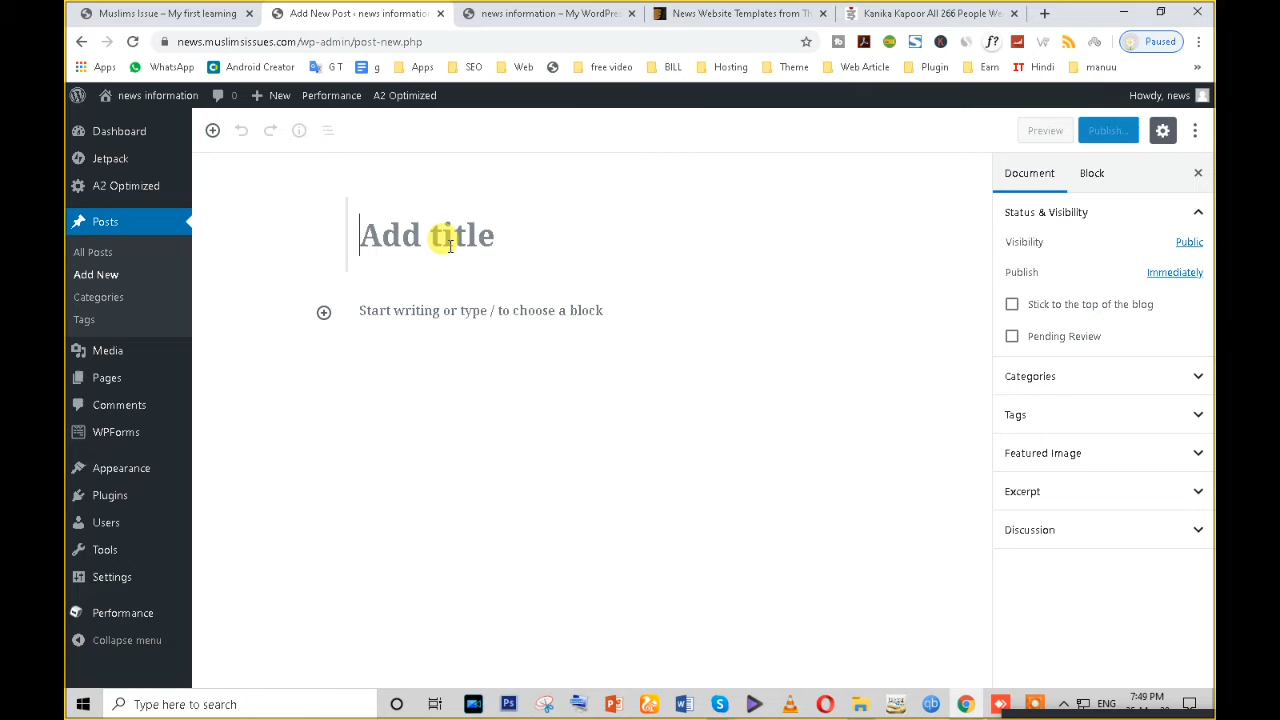 Muslims Issue – My first learning
Add New Post ‹ news information
news information – My WordPre
News Website Templates from Th
Kanika Kapoor All 266 People We
news.muslimsissues.com/wp-admin/post-new.php
Paused
Apps
WhatsApp
Android Creator
G T
g
Apps
SEO
Web
free video
BILL
Hosting
Theme
Web Article
Plugin
Earn
IT Hindi
manuu
»
news information
0
New
Performance
A2 Optimized
Howdy, news
Dashboard
Jetpack
A2 Optimized
Posts
All Posts
Add New
Categories
Tags
Media
Pages
Comments
WPForms
Appearance
Plugins
Users
Tools
Settings
Performance
Collapse menu
Preview
Publish...
Add title
Start writing or type / to choose a block
Document
Block
Status & Visibility
Visibility
Public
Publish
Immediately
Stick to the top of the blog
Pending Review
Categories
Tags
Featured Image
Excerpt
Discussion
Type here to search
ENG
7:49 PM